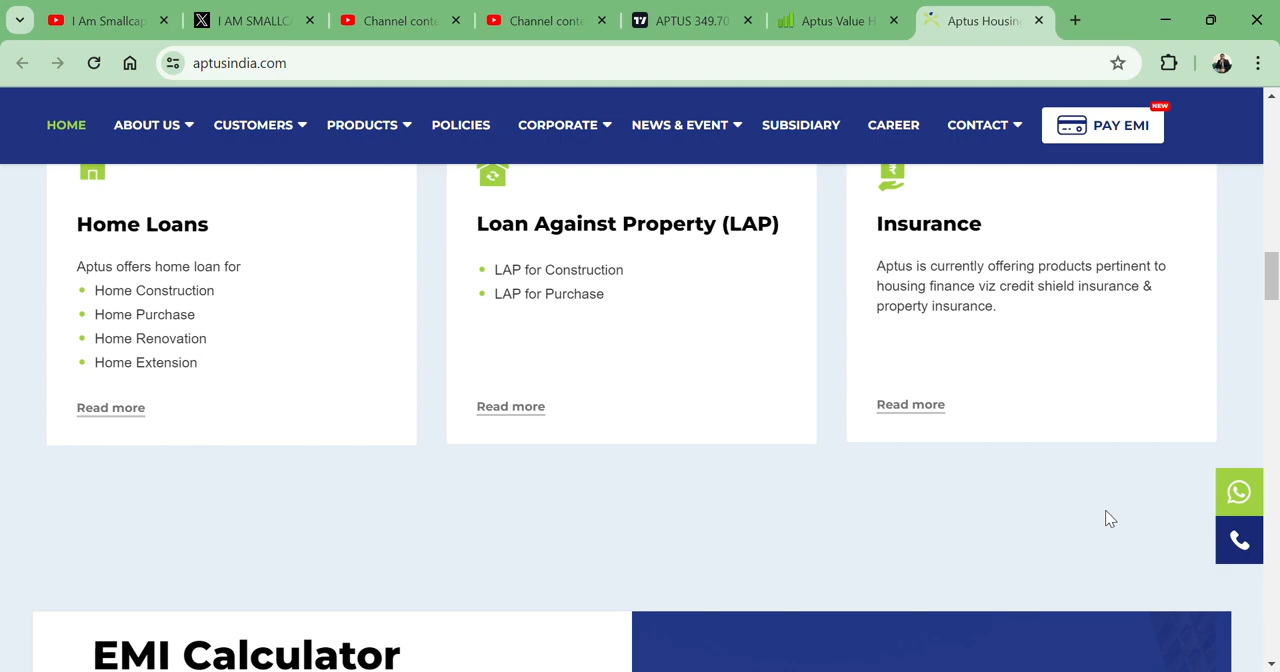 I Am Smallcap
I AM SMALLCA
Channel conte
Channel conte
APTUS 349.70
Aptus Value H
Aptus Housin
aptusindia.com
HOME
ABOUT US
CUSTOMERS
PRODUCTS
POLICIES
CORPORATE
NEWS & EVENT
SUBSIDIARY
CAREER
CONTACT
PAY EMI
NEW
Home Loans
Aptus offers home loan for
Home Construction
Home Purchase
Home Renovation
Home Extension
Read more
Loan Against Property (LAP)
LAP for Construction
LAP for Purchase
Read more
Insurance
Aptus is currently offering products pertinent to
housing finance viz credit shield insurance &
property insurance.
Read more
EMI Calculator